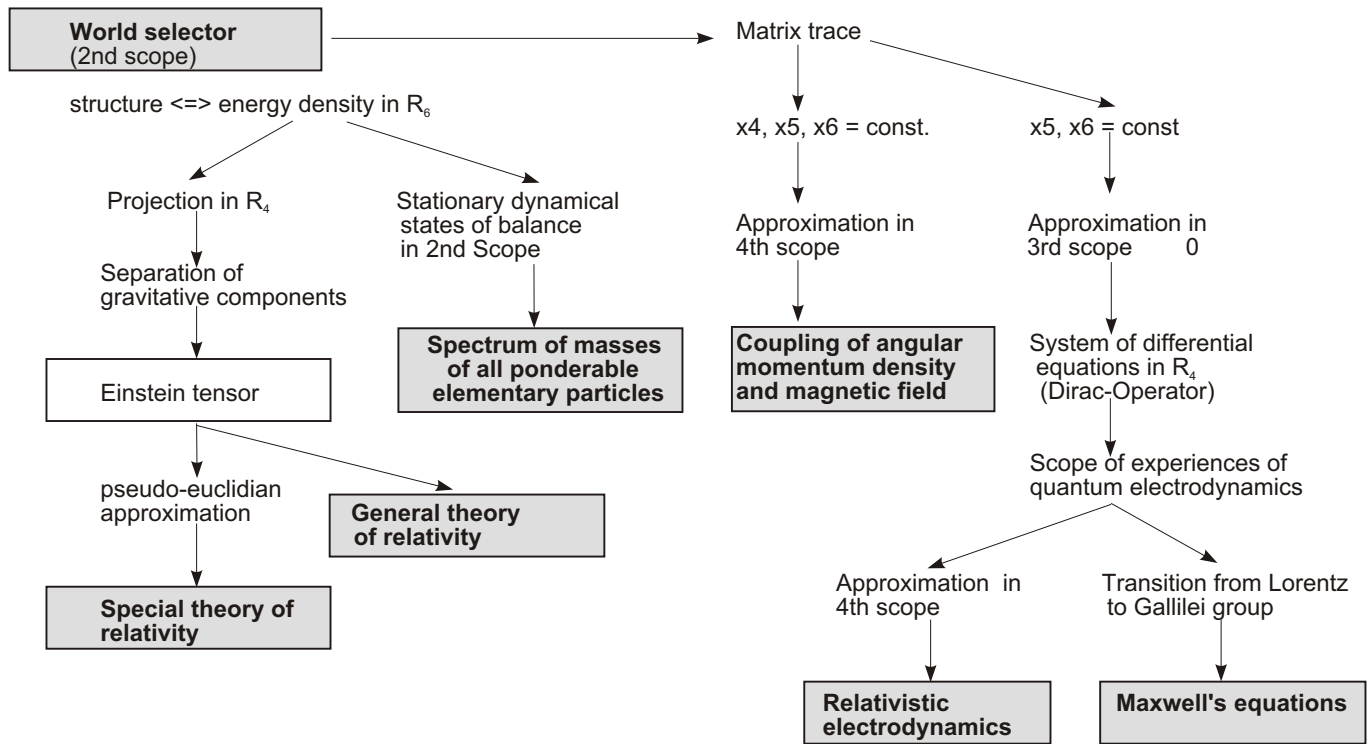 World selector
(2nd scope)
Matrix trace
structure <=> energy density in R₆
x4, x5, x6 = const.
x5, x6 = const
Projection in R₄
Stationary dynamical
states of balance
in 2nd Scope
Approximation in
4th scope
Approximation in
3rd scope 0
Separation of
gravitative components
Spectrum of masses
of all ponderable
elementary particles
Coupling of angular
momentum density
and magnetic field
System of differential
equations in R₄
(Dirac-Operator)
Einstein tensor
Scope of experiences of
quantum electrodynamics
pseudo-euclidian
approximation
General theory
of relativity
Approximation in
4th scope
Transition from Lorentz
to Gallilei group
Special theory of
relativity
Relativistic
electrodynamics
Maxwell's equations